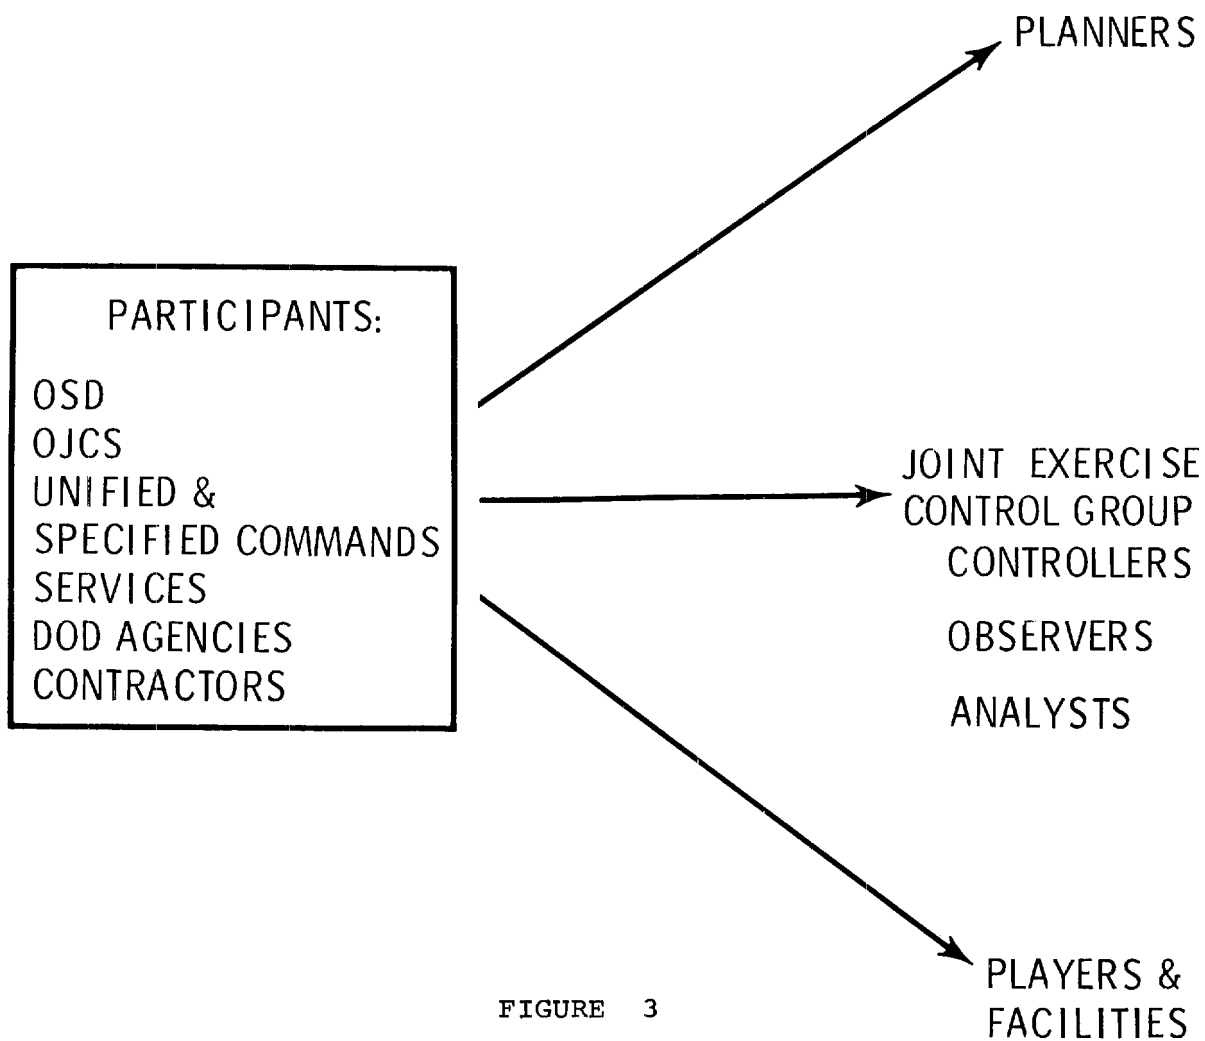 PLANNERS
PARTICIPANTS:
OSD
OJCS
UNIFIED &
SPECIFIED COMMANDS
SERVICES
DOD AGENCIES
CONTRACTORS
JOINT EXERCISE
CONTROL GROUP
CONTROLLERS
OBSERVERS
ANALYSTS
PLAYERS &
FACILITIES
FIGURE 3